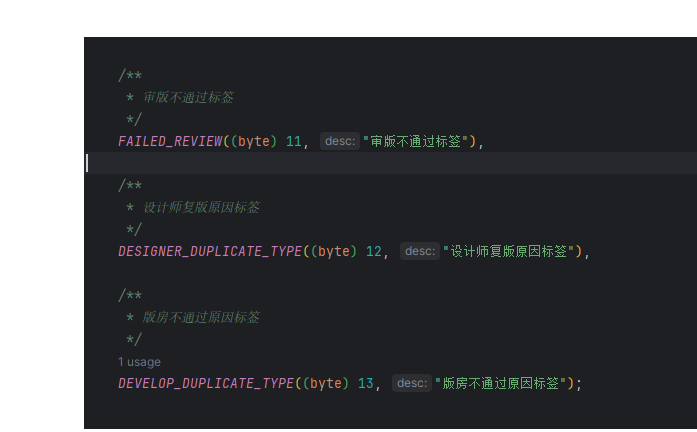 /**
* 审版不通过标签
*/
FAILED_REVIEW((byte) 11, desc: "审版不通过标签"),
/**
* 设计师复版原因标签
*/
DESIGNER_DUPLICATE_TYPE((byte) 12, desc: "设计师复版原因标签"),
/**
* 版房不通过原因标签
*/
1 usage
DEVELOP_DUPLICATE_TYPE((byte) 13, desc: "版房不通过原因标签");